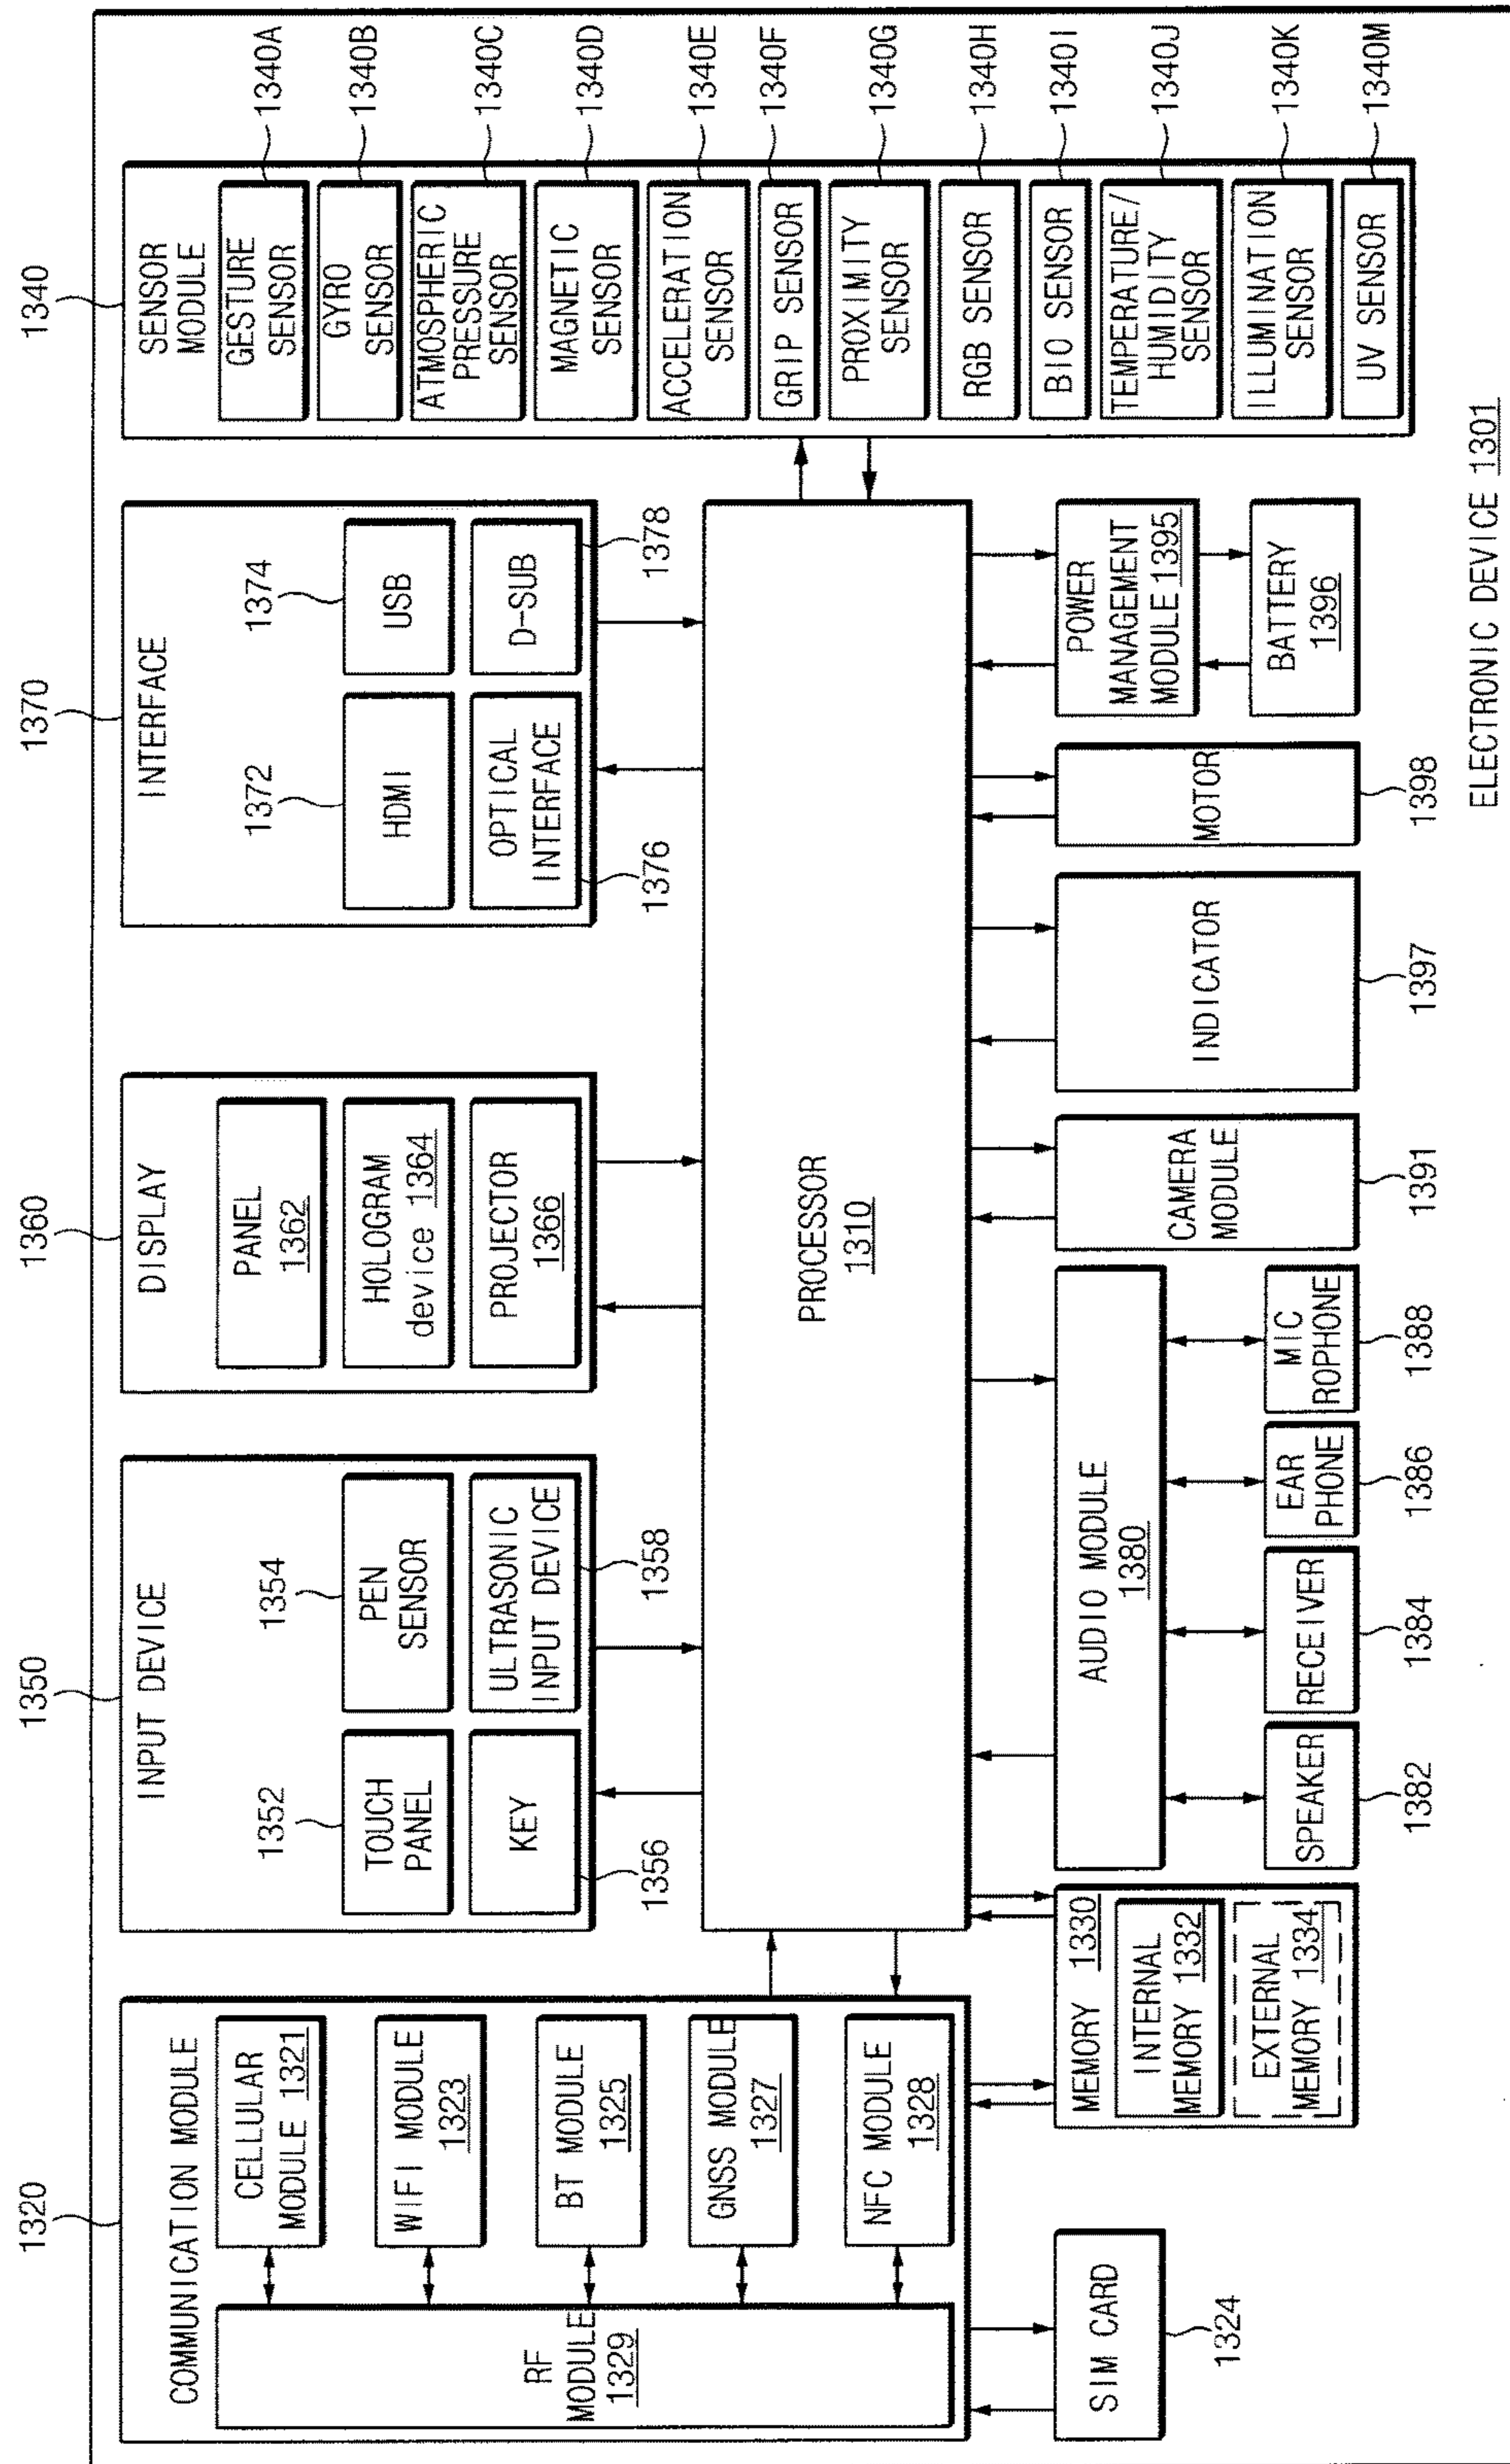 1320
COMMUNICATION MODULE
CELLULAR
MODULE 1321
WIFI MODULE
1323
BT MODULE
1325
GNSS MODULE
1327
NFC MODULE
1328
RF
MODULE
1329
SIM CARD
1324
1350
INPUT DEVICE
1352
TOUCH
PANEL
1354
PEN
SENSOR
KEY
1356
ULTRASONIC
INPUT DEVICE
1358
1360
DISPLAY
PANEL
1362
HOLOGRAM
device 1364
PROJECTOR
1366
1370
INTERFACE
1372
HDMI
1374
USB
OPTICAL
INTERFACE
1376
D-SUB
1378
1340
SENSOR
MODULE
GESTURE
SENSOR
1340A
GYRO
SENSOR
1340B
ATMOSPHERIC
PRESSURE
SENSOR
1340C
MAGNETIC
SENSOR
1340D
ACCELERATION
SENSOR
1340E
GRIP SENSOR
1340F
PROXIMITY
SENSOR
1340G
RGB SENSOR
1340H
BIO SENSOR
1340I
TEMPERATURE/
HUMIDITY
SENSOR
1340J
ILLUMINATION
SENSOR
1340K
UV SENSOR
1340M
PROCESSOR
1310
MEMORY 1330
INTERNAL
MEMORY 1332
EXTERNAL
MEMORY 1334
AUDIO MODULE
1380
SPEAKER
1382
RECEIVER
1384
EAR
PHONE
1386
MIC
ROPHONE
1388
CAMERA
MODULE
1391
INDICATOR
1397
MOTOR
1398
POWER
MANAGEMENT
MODULE 1395
BATTERY
1396
ELECTRONIC DEVICE 1301